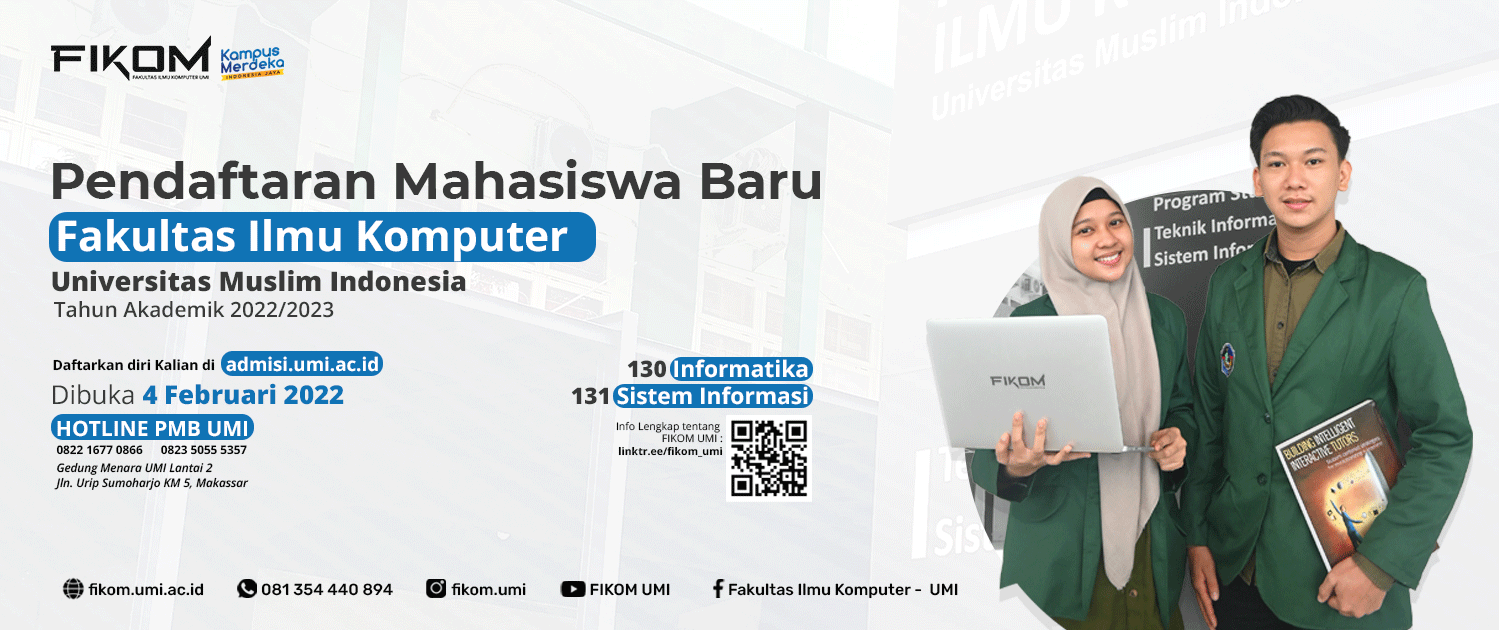 FIKOM
FAKULTAS ILMU KOMPUTER UMI
Kampus
Merdeka
INDONESIA JAYA
ILMU
Universitas Muslim
Pendaftaran Mahasiswa Baru
Fakultas Ilmu Komputer
Universitas Muslim Indonesia
Tahun Akademik 2022/2023
Daftarkan diri Kalian di admisi.umi.ac.id
Dibuka 4 Februari 2022
HOTLINE PMB UMI
0822 1677 0866 0823 5055 5357
Gedung Menara UMI Lantai 2
Jln. Urip Sumoharjo KM 5, Makassar
130 Informatika
131 Sistem Informasi
Info Lengkap tentang
FIKOM UMI :
linktr.ee/fikom_umi
Program
Teknik Informa
Sistem Infor
FIKOM
BUILDING INTELLIGENT
INTERACTIVE TUTORS
Te
Sis
fikom.umi.ac.id
081 354 440 894
fikom.umi
FIKOM UMI
Fakultas Ilmu Komputer - UMI